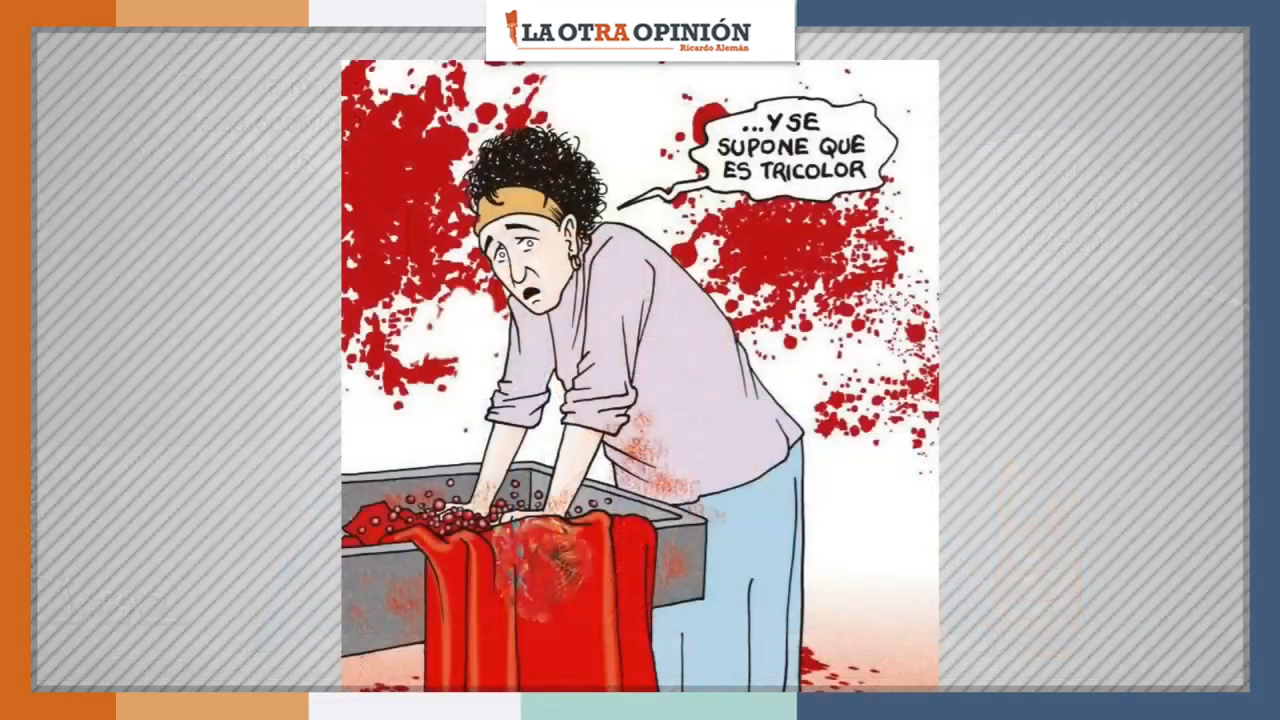 LA OTRA OPINIÓN
Ricardo Alemán
...Y SE
SUPONE QUE
ES TRICOLOR